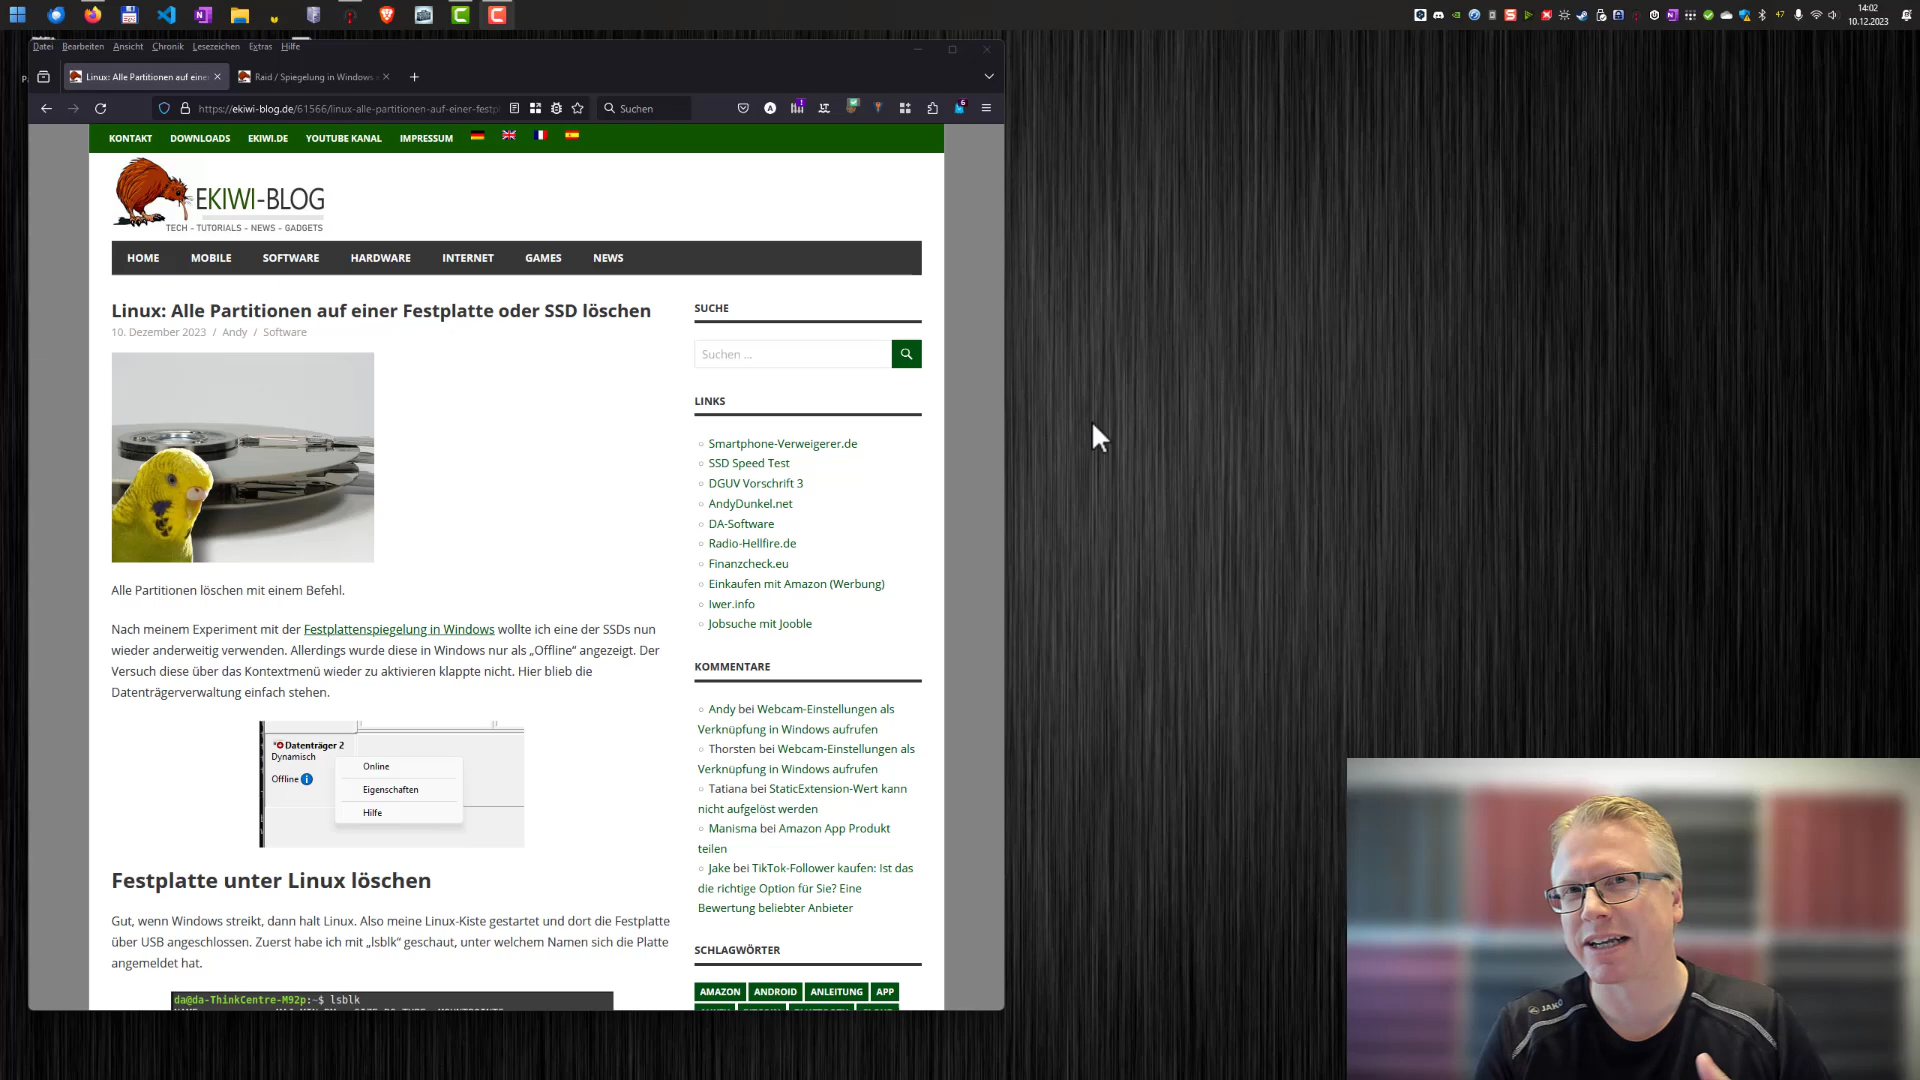 14:02
10.12.2023
47
6
Datei Bearbeiten Ansicht Chronik Lesezeichen Extras Hilfe
Linux: Alle Partitionen auf eine
Raid / Spiegelung in Windows
https://ekiwi-blog.de/61566/linux-alle-partitionen-auf-einer-festpl
Suchen
KONTAKT DOWNLOADS EKIWI.DE YOUTUBE KANAL IMPRESSUM
EKIWI-BLOG
TECH - TUTORIALS - NEWS - GADGETS
HOME MOBILE SOFTWARE HARDWARE INTERNET GAMES NEWS
Linux: Alle Partitionen auf einer Festplatte oder SSD löschen
10. Dezember 2023 / Andy / Software
Alle Partitionen löschen mit einem Befehl.
Nach meinem Experiment mit der Festplattenspiegelung in Windows wollte ich eine der SSDs nun
wieder anderweitig verwenden. Allerdings wurde diese in Windows nur als „Offline“ angezeigt. Der
Versuch diese über das Kontextmenü wieder zu aktivieren klappte nicht. Hier blieb die
Datenträgerverwaltung einfach stehen.
Datenträger 2
Dynamisch
Offline
Online
Eigenschaften
Hilfe
Festplatte unter Linux löschen
Gut, wenn Windows streikt, dann halt Linux. Also meine Linux-Kiste gestartet und dort die Festplatte
über USB angeschlossen. Zuerst habe ich mit „lsblk“ geschaut, unter welchem Namen sich die Platte
angemeldet hat.
da@da-ThinkCentre-M92p:~$ lsblk
SUCHE
Suchen ...
LINKS
Smartphone-Verweigerer.de
SSD Speed Test
DGUV Vorschrift 3
AndyDunkel.net
DA-Software
Radio-Hellfire.de
Finanzcheck.eu
Einkaufen mit Amazon (Werbung)
Iwer.info
Jobsuche mit Jooble
KOMMENTARE
Andy bei Webcam-Einstellungen als
Verknüpfung in Windows aufrufen
Thorsten bei Webcam-Einstellungen als
Verknüpfung in Windows aufrufen
Tatiana bei StaticExtension-Wert kann
nicht aufgelöst werden
Manisma bei Amazon App Produkt
teilen
Jake bei TikTok-Follower kaufen: Ist das
die richtige Option für Sie? Eine
Bewertung beliebter Anbieter
SCHLAGWÖRTER
AMAZON ANDROID ANLEITUNG APP
JAKO